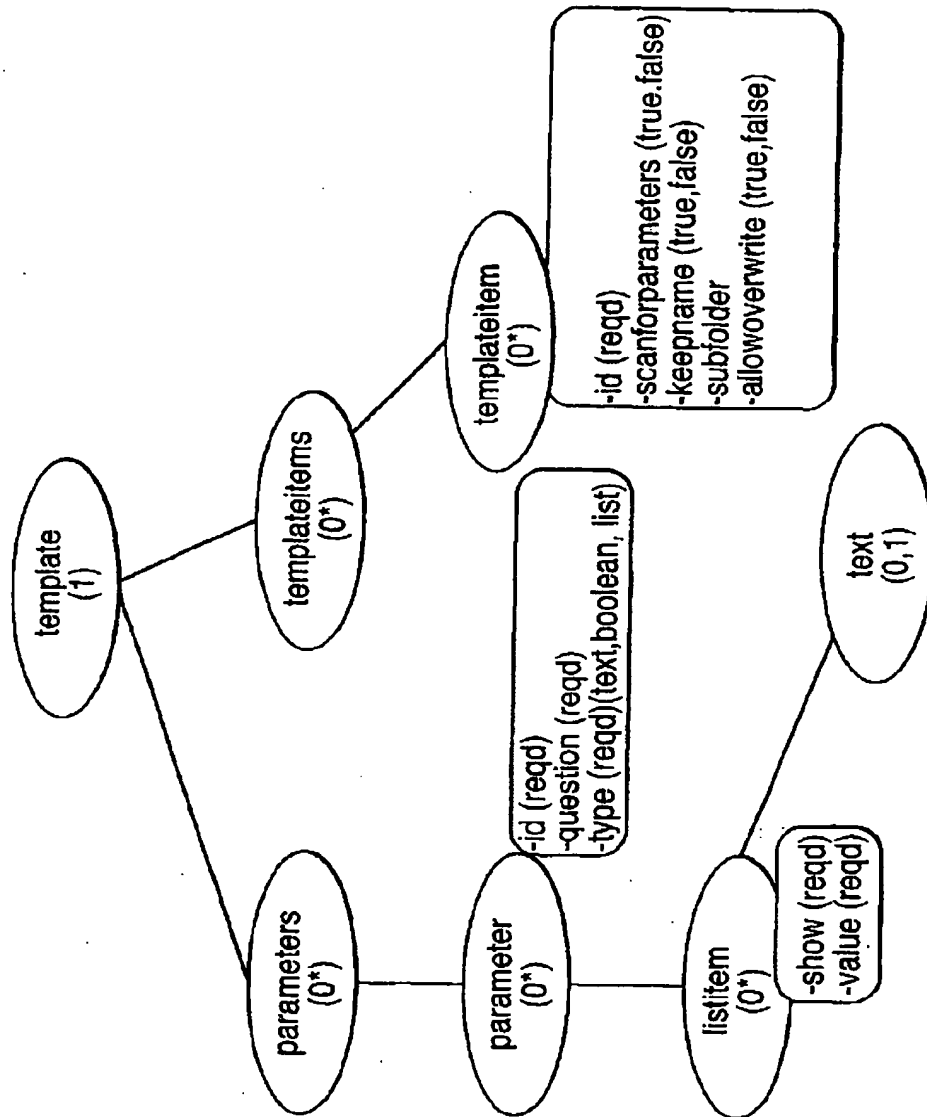 template
(1)
parameters
(0*)
templateitems
(0*)
parameter
(0*)
-id (reqd)
-question (reqd)
-type (reqd)(text,boolean, list)
templateitem
(0*)
-id (reqd)
-scanforparameters (true.false)
-keepname (true,false)
-subfolder
-allowoverwrite (true,false)
listitem
(0*)
-show (reqd)
-value (reqd)
text
(0,1)